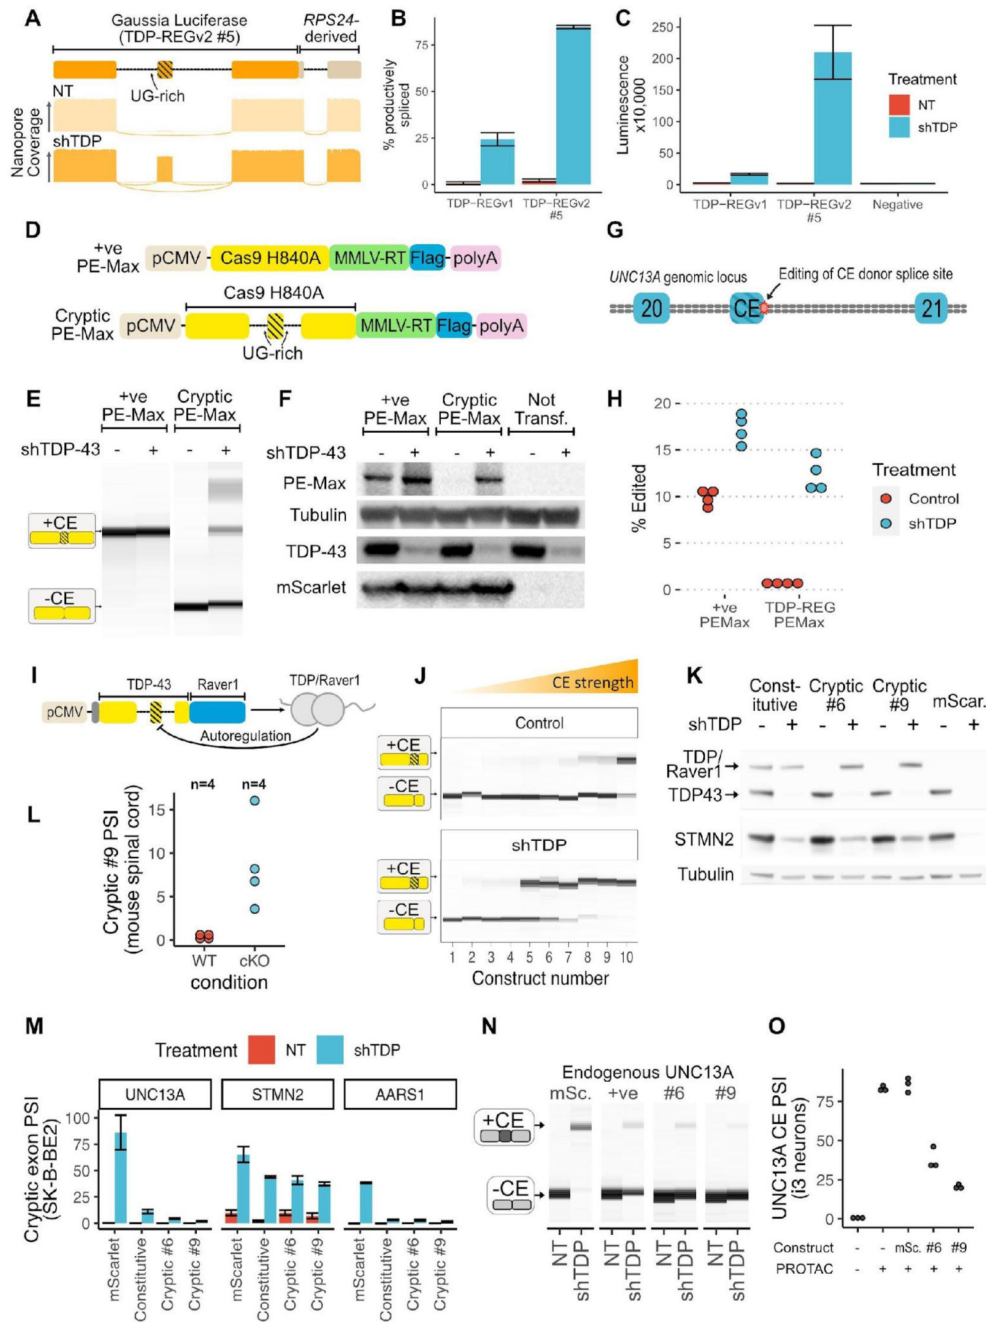 A
Gaussia Luciferase
(TDP-REGv2 #5)
RPS24-
derived
NT
UG-rich
shTDP
Nanopore
Coverage
B
% productively
spliced
75
50
25
0
TDP-REGv1
TDP-REGv2
#5
C
Luminescence
x10,000
250
200
150
100
50
0
TDP-REGv1
TDP-REGv2
#5
Negative
Treatment
NT
shTDP
D
+ve
PE-Max
pCMV
Cas9 H840A
MMLV-RT
Flag
polyA
Cas9 H840A
Cryptic
PE-Max
pCMV
MMLV-RT
Flag
polyA
UG-rich
G
UNC13A genomic locus
Editing of CE donor splice site
20
CE
21
E
+ve
PE-Max
Cryptic
PE-Max
shTDP-43
- + - +
+CE
-CE
F
+ve
PE-Max
Cryptic
PE-Max
Not
Transf.
shTDP-43
- + - + - +
PE-Max
Tubulin
TDP-43
mScarlet
H
% Edited
20
15
10
5
0
+ve
PEMax
TDP-REG
PEMax
Treatment
Control
shTDP
I
TDP-43
Raver1
TDP/Raver1
pCMV
Autoregulation
J
CE strength
Control
+CE
-CE
shTDP
+CE
-CE
1 2 3 4 5 6 7 8 9 10
Construct number
K
Const-
itutive
Cryptic
#6
Cryptic
#9
mScar.
shTDP
- + - + - + - +
TDP/
Raver1
TDP43
STMN2
Tubulin
L
n=4 n=4
Cryptic #9 PSI
(mouse spinal cord)
15
10
5
0
WT cKO
condition
M
Treatment
NT
shTDP
UNC13A
STMN2
AARS1
Cryptic exon PSI
(SK-B-BE2)
100
75
50
25
0
mScarlet
Constitutive
Cryptic #6
Cryptic #9
mScarlet
Constitutive
Cryptic #6
Cryptic #9
mScarlet
Constitutive
Cryptic #6
Cryptic #9
N
Endogenous UNC13A
mSc. +ve #6 #9
+CE
-CE
NT
shTDP
NT
shTDP
NT
shTDP
NT
shTDP
O
UNC13A CE PSI
(i3 neurons)
75
50
25
0
Construct - - mSc. #6 #9
PROTAC - + + + +